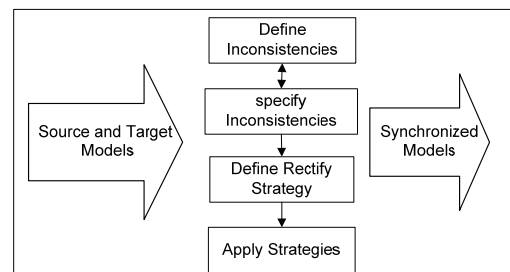 Define
Inconsistencies
Source and Target
Models
specify
Inconsistencies
Define Rectify
Strategy
Apply Strategies
Synchronized
Models